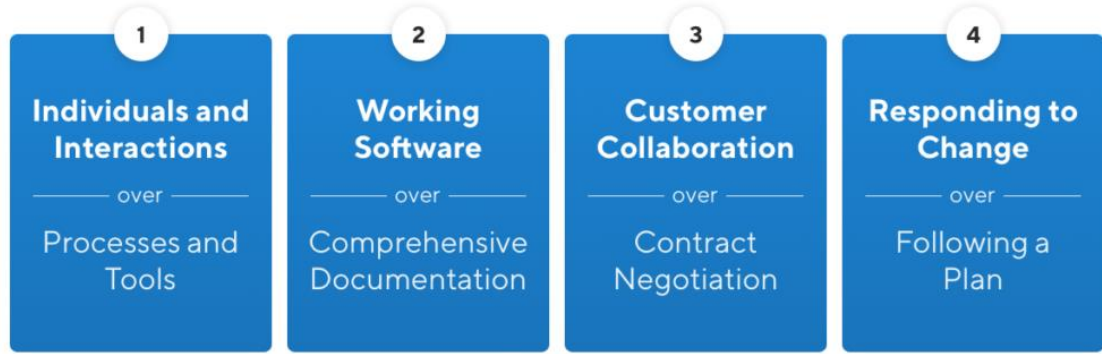 1
Individuals and
Interactions
over
Processes and
Tools
2
Working
Software
over
Comprehensive
Documentation
3
Customer
Collaboration
over
Contract
Negotiation
4
Responding to
Change
over
Following a
Plan